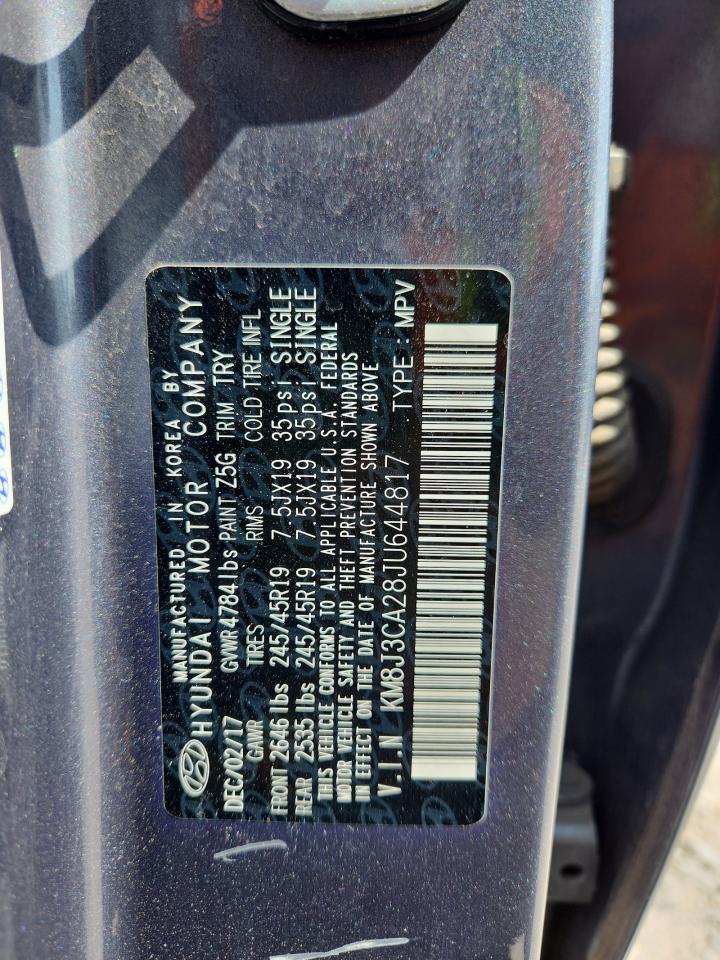 MANUFACTURED IN KOREA BY
HYUNDAI MOTOR COMPANY
DEC/02/17 GVWR 4784 lbs PAINT Z5G TRIM TRY
GAWR TIRES RIMS COLD TIRE INFL
FRONT 2646 lbs 245/45R19 7.5JX19 35psi SINGLE
REAR 2535 lbs 245/45R19 7.5JX19 35psi SINGLE
THIS VEHICLE CONFORMS TO ALL APPLICABLE U.S.A. FEDERAL
MOTOR VEHICLE SAFETY AND THEFT PREVENTION STANDARDS
IN EFFECT ON THE DATE OF MANUFACTURE SHOWN ABOVE
V.I.N KM8J3CA28JU644817 TYPE : MPV